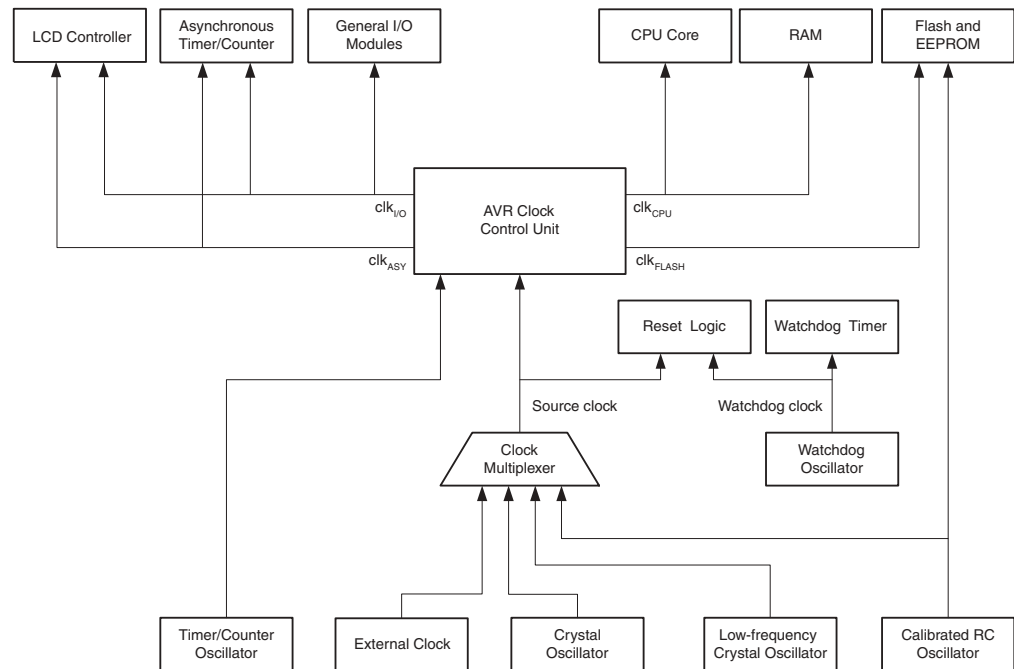 LCD Controller
Asynchronous
Timer/Counter
General I/O
Modules
CPU Core
RAM
Flash and
EEPROM
clkI/O
AVR Clock
Control Unit
clkCPU
clkASY
clkFLASH
Reset Logic
Watchdog Timer
Source clock
Watchdog clock
Clock
Multiplexer
Watchdog
Oscillator
Timer/Counter
Oscillator
External Clock
Crystal
Oscillator
Low-frequency
Crystal Oscillator
Calibrated RC
Oscillator